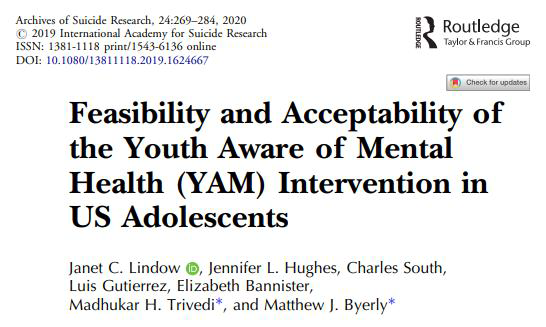 Archives of Suicide Research, 24:269–284, 2020
© 2019 International Academy for Suicide Research
ISSN: 1381-1118 print/1543-6136 online
DOI: 10.1080/13811118.2019.1624667
ROUTLEDGE
Routledge
Taylor & Francis Group
Check for updates
Feasibility and Acceptability of
the Youth Aware of Mental
Health (YAM) Intervention in
US Adolescents
Janet C. Lindow iD, Jennifer L. Hughes, Charles South,
Luis Gutierrez, Elizabeth Bannister,
Madhukar H. Trivedi*, and Matthew J. Byerly*